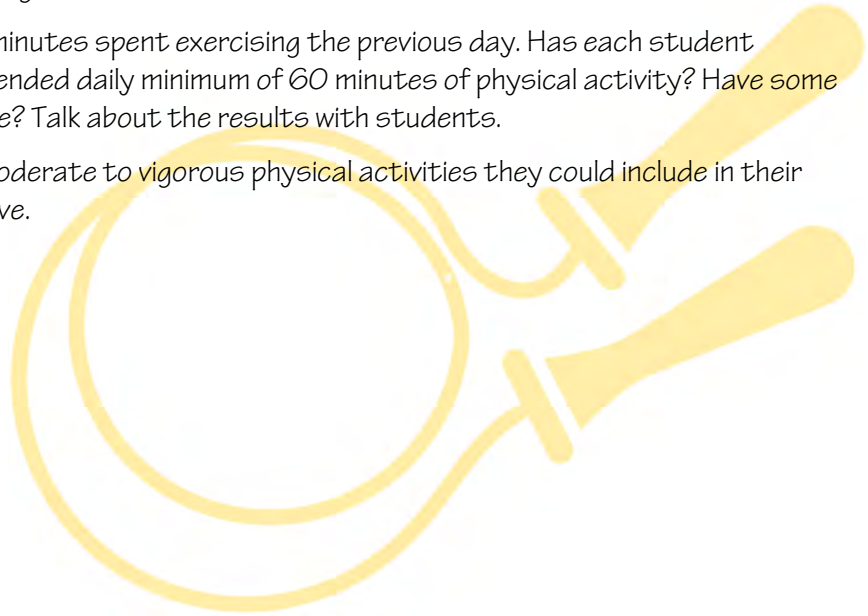 minutes spent exercising the previous day. Has each student
ended daily minimum of 60 minutes of physical activity? Have some
e? Talk about the results with students.
oderate to vigorous physical activities they could include in their
ve.